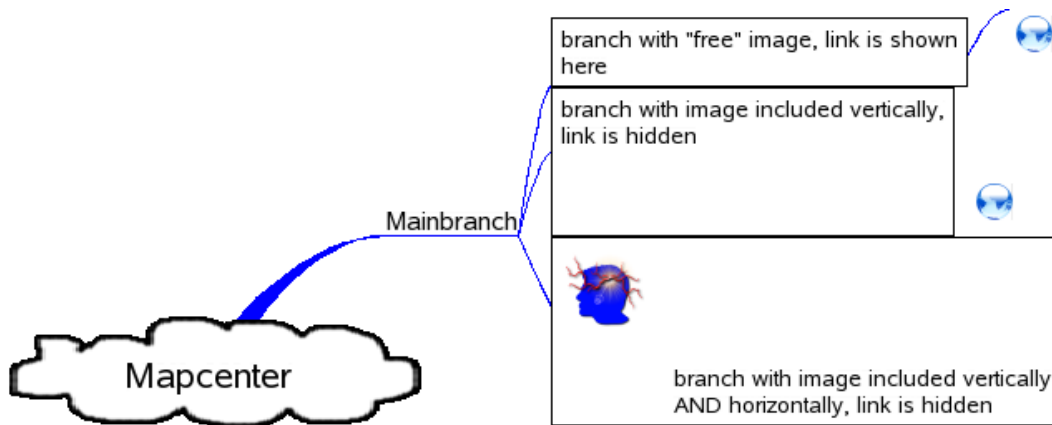 branch with "free" image, link is shown
here
branch with image included vertically,
link is hidden
Mainbranch
Mapcenter
branch with image included vertically
AND horizontally, link is hidden